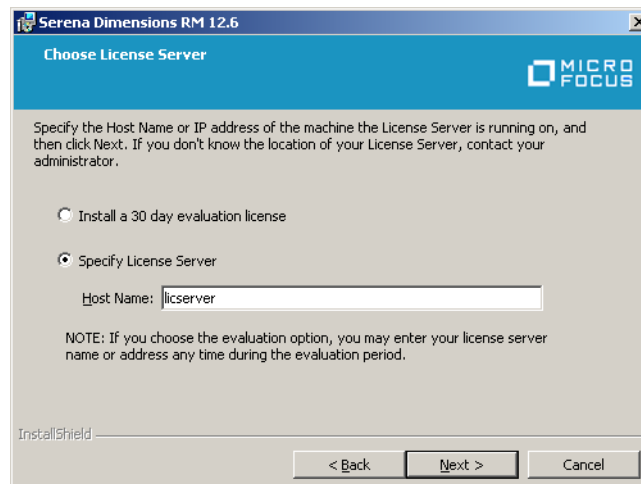 Serena Dimensions RM 12.6
Choose License Server
MICRO
FOCUS
Specify the Host Name or IP address of the machine the License Server is running on, and
then click Next. If you don't know the location of your License Server, contact your
administrator.
Install a 30 day evaluation license
Specify License Server
Host Name: licserver
NOTE: If you choose the evaluation option, you may enter your license server
name or address any time during the evaluation period.
InstallShield
< Back Next > Cancel